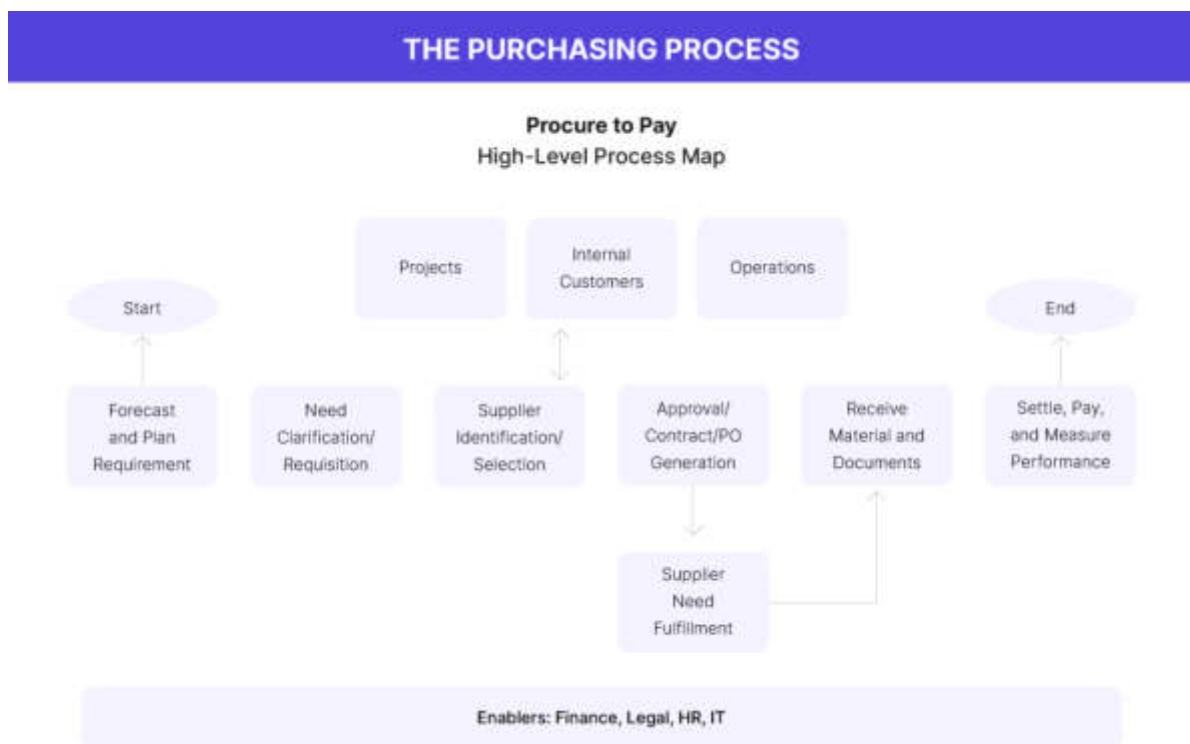 THE PURCHASING PROCESS
Procure to Pay
High-Level Process Map
Projects
Internal
Customers
Operations
Start
End
Forecast
and Plan
Requirement
Need
Clarification/
Requisition
Supplier
Identification/
Selection
Approval/
Contract/PO
Generation
Receive
Material and
Documents
Settle, Pay,
and Measure
Performance
Supplier
Need
Fulfillment
Enablers: Finance, Legal, HR, IT